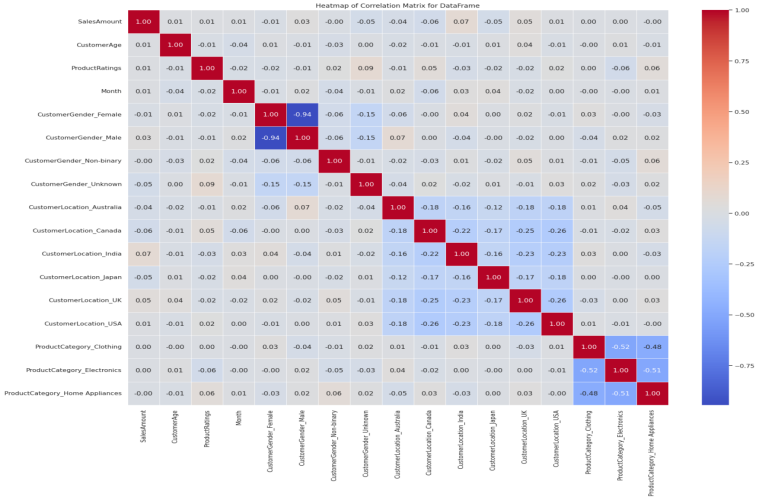 Heatmap of Correlation Matrix for DataFrame
SalesAmount 1.00 0.01 0.01 0.01 -0.01 0.03 -0.00 -0.05 -0.04 -0.06 0.07 -0.05 0.05 0.01 0.00 0.00 -0.00
CustomerAge 0.01 1.00 -0.01 -0.04 0.01 -0.01 -0.03 0.00 -0.02 -0.01 -0.01 0.01 0.04 -0.01 -0.00 0.01 -0.01
ProductRatings 0.01 -0.01 1.00 -0.02 -0.02 -0.01 0.02 0.09 -0.01 0.05 -0.03 -0.02 -0.02 0.02 0.00 -0.06 0.06
Month 0.01 -0.04 -0.02 1.00 -0.01 0.02 -0.04 -0.01 0.02 -0.06 0.03 0.04 -0.02 0.00 -0.00 -0.00 0.01
CustomerGender_Female -0.01 0.01 -0.02 -0.01 1.00 -0.94 -0.06 -0.15 -0.06 -0.00 0.04 -0.00 0.02 -0.01 0.03 -0.00 -0.03
CustomerGender_Male 0.03 -0.01 -0.01 0.02 -0.94 1.00 -0.06 -0.15 0.07 0.00 -0.04 -0.00 -0.02 0.00 -0.04 0.02 0.02
CustomerGender_Non-binary -0.00 -0.03 0.02 -0.04 -0.06 -0.06 1.00 -0.01 -0.02 -0.03 0.01 -0.02 0.05 0.01 -0.01 -0.05 0.06
CustomerGender_Unknown -0.05 0.00 0.09 -0.01 -0.15 -0.15 -0.01 1.00 -0.04 0.02 -0.02 0.01 -0.01 0.03 0.02 -0.03 0.02
CustomerLocation_Australia -0.04 -0.02 -0.01 0.02 -0.06 0.07 -0.02 -0.04 1.00 -0.18 -0.16 -0.12 -0.18 -0.18 0.01 0.04 -0.05
CustomerLocation_Canada -0.06 -0.01 0.05 -0.06 -0.00 0.00 -0.03 0.02 -0.18 1.00 -0.22 -0.17 -0.25 -0.26 -0.01 -0.02 0.03
CustomerLocation_India 0.07 -0.01 -0.03 0.03 0.04 -0.04 0.01 -0.02 -0.16 -0.22 1.00 -0.16 -0.23 -0.23 0.03 0.00 -0.03
CustomerLocation_Japan -0.05 0.01 -0.02 0.04 -0.00 -0.00 -0.02 0.01 -0.12 -0.17 -0.16 1.00 -0.17 -0.18 -0.00 0.00 -0.00
CustomerLocation_UK 0.05 0.04 -0.02 -0.02 0.02 -0.02 0.05 -0.01 -0.18 -0.25 -0.23 -0.17 1.00 -0.26 -0.03 0.00 0.03
CustomerLocation_USA 0.01 -0.01 0.02 0.00 -0.01 0.00 0.01 0.03 -0.18 -0.26 -0.23 -0.18 -0.26 1.00 0.01 -0.01 -0.00
ProductCategory_Clothing 0.00 -0.00 0.00 -0.00 0.03 -0.04 -0.01 0.02 0.01 -0.01 0.03 -0.00 -0.03 0.01 1.00 -0.52 -0.48
ProductCategory_Electronics 0.00 0.01 -0.06 -0.00 -0.00 0.02 -0.05 -0.03 0.04 -0.02 0.00 0.00 0.00 -0.01 -0.52 1.00 -0.51
ProductCategory_Home Appliances -0.00 -0.01 0.06 0.01 -0.03 0.02 0.06 0.02 -0.05 0.03 -0.03 -0.00 0.03 -0.00 -0.48 -0.51 1.00
SalesAmount
CustomerAge
ProductRatings
Month
CustomerGender_Female
CustomerGender_Male
CustomerGender_Non-binary
CustomerGender_Unknown
CustomerLocation_Australia
CustomerLocation_Canada
CustomerLocation_India
CustomerLocation_Japan
CustomerLocation_UK
CustomerLocation_USA
ProductCategory_Clothing
ProductCategory_Electronics
ProductCategory_Home Appliances
1.00
0.75
0.50
0.25
0.00
−0.25
−0.50
−0.75